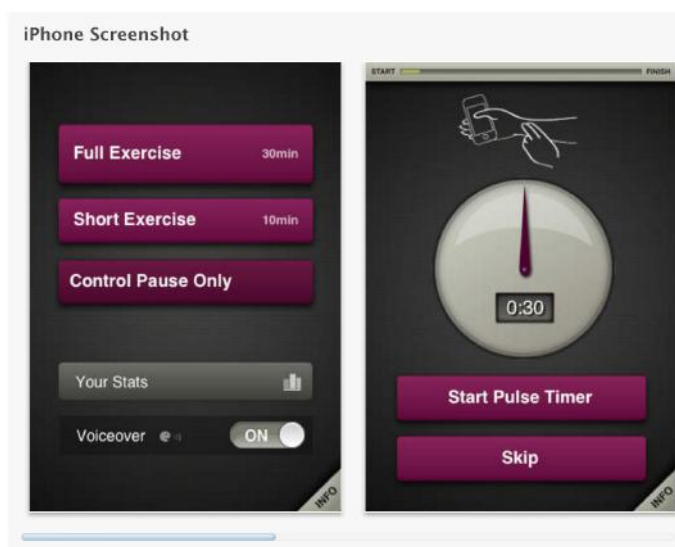 iPhone Screenshot
Full Exercise 30min
Short Exercise 10min
Control Pause Only
Your Stats
Voiceover ON
INFO
START FINISH
0:30
Start Pulse Timer
Skip
INFO